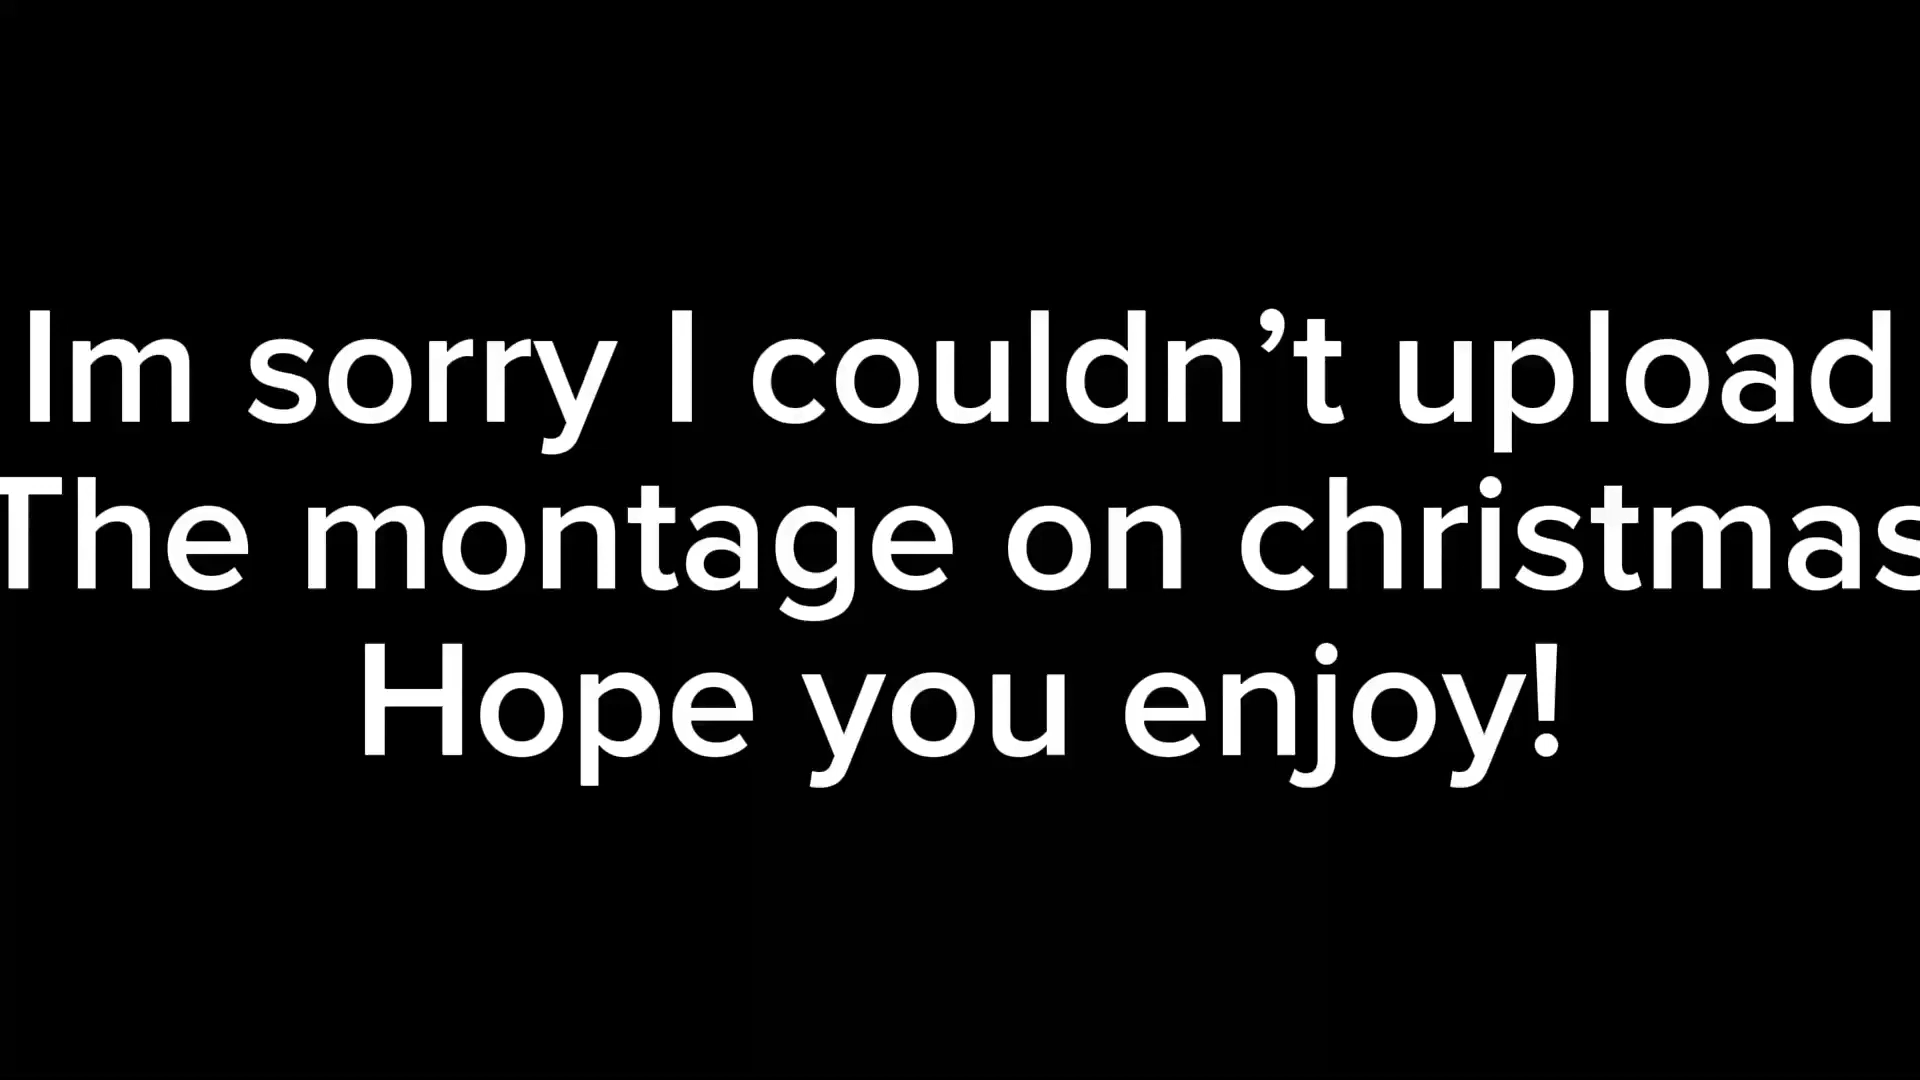 Im sorry I couldn’t upload
The montage on christmas
Hope you enjoy!